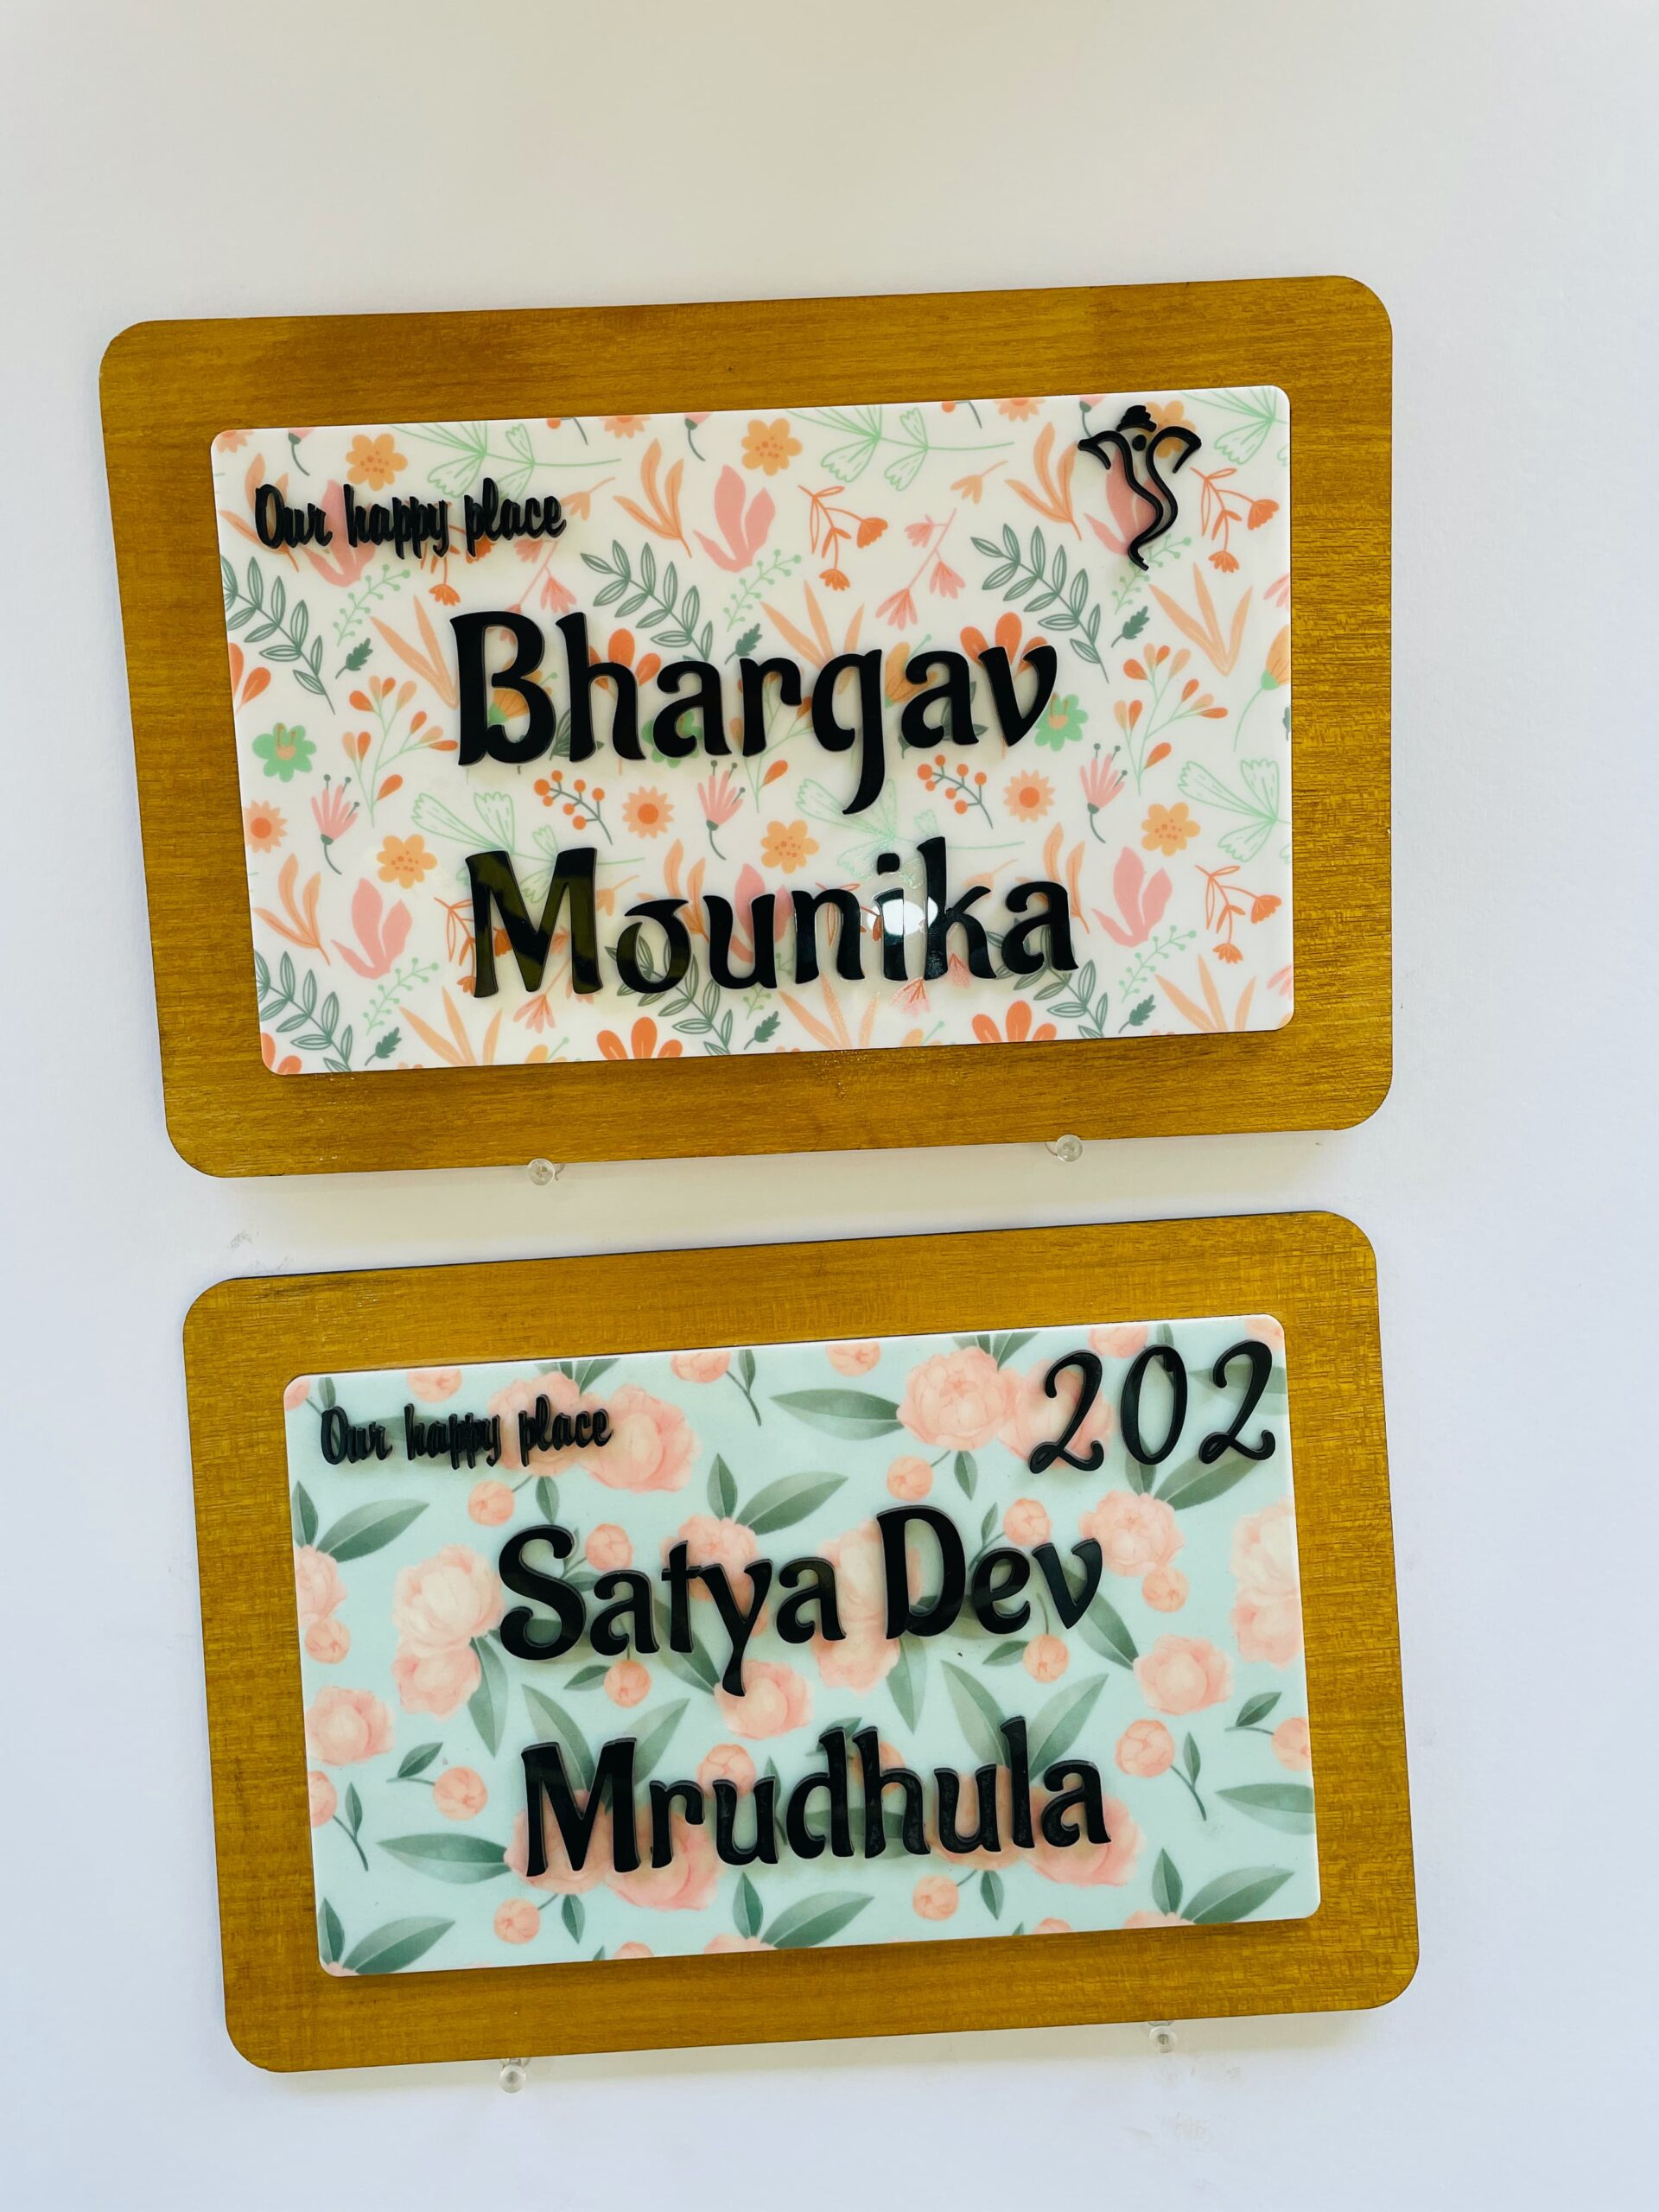 Our happy place
Bhargav
Mounika
Our happy place
202
Satya Dev
Mrudhula